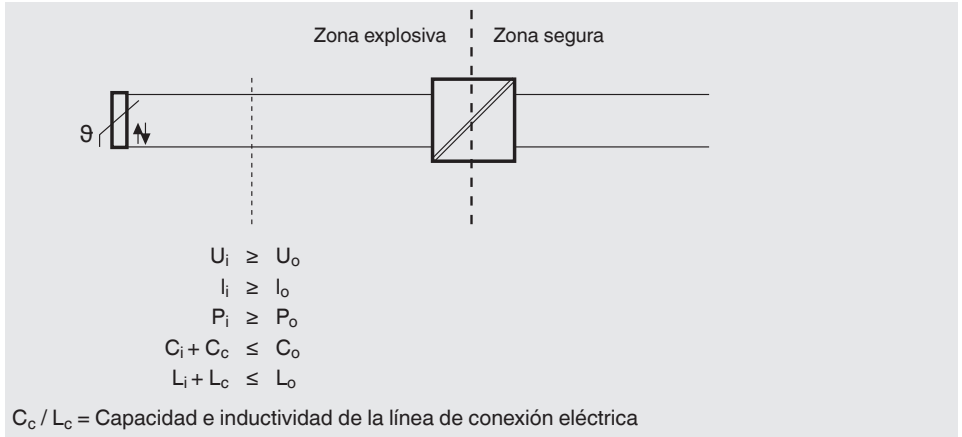 Zona explosiva Zona segura
ϑ
Uᵢ ≥ Uₒ
Iᵢ ≥ Iₒ
Pᵢ ≥ Pₒ
Cᵢ + C꜀ ≤ Cₒ
Lᵢ + L꜀ ≤ Lₒ
C꜀ / L꜀ = Capacidad e inductividad de la línea de conexión eléctrica